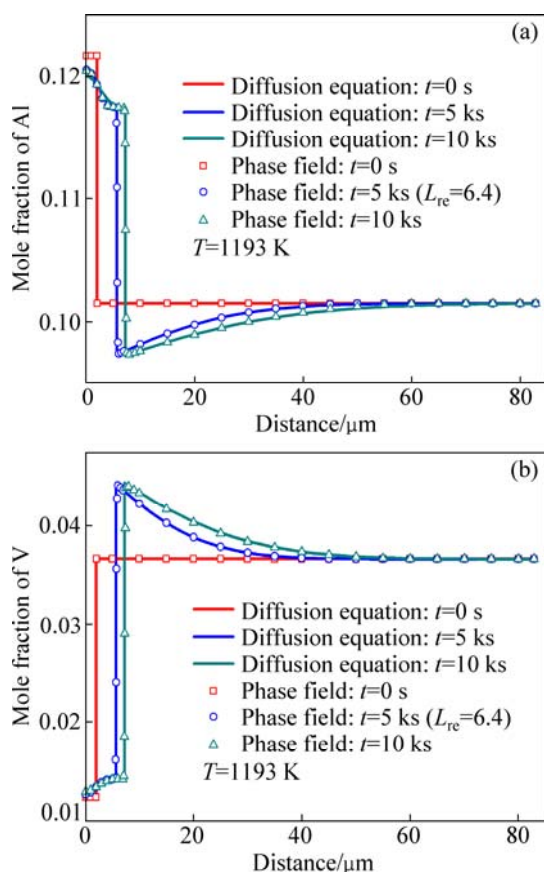 (a)
0.12
0.11
0.10
Mole fraction of Al
Diffusion equation: t=0 s
Diffusion equation: t=5 ks
Diffusion equation: t=10 ks
Phase field: t=0 s
Phase field: t=5 ks (Lre=6.4)
Phase field: t=10 ks
T=1193 K
0 20 40 60 80
Distance/μm
(b)
0.04
0.03
0.02
0.01
Mole fraction of V
Diffusion equation: t=0 s
Diffusion equation: t=5 ks
Diffusion equation: t=10 ks
Phase field: t=0 s
Phase field: t=5 ks (Lre=6.4)
Phase field: t=10 ks
T=1193 K
0 20 40 60 80
Distance/μm